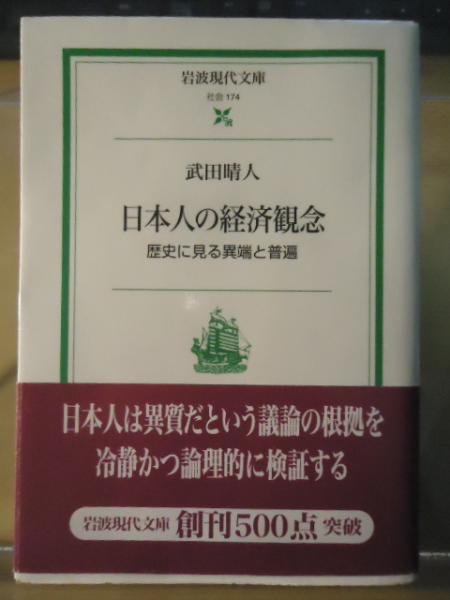 岩波現代文庫
社会 174
武田晴人
日本人の経済観念
歴史に見る異端と普遍
日本人は異質だという議論の根拠を
冷静かつ論理的に検証する
岩波現代文庫 創刊500点 突破